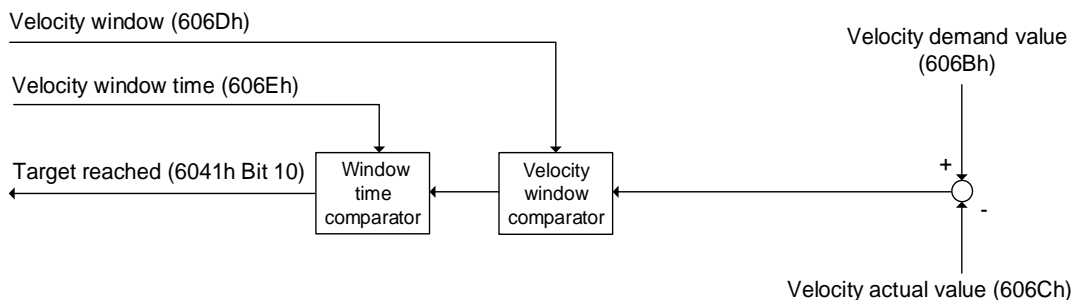 Velocity window (606Dh)
Velocity demand value
(606Bh)
Velocity window time (606Eh)
Target reached (6041h Bit 10)
Window
time
comparator
Velocity
window
comparator
+
-
Velocity actual value (606Ch)